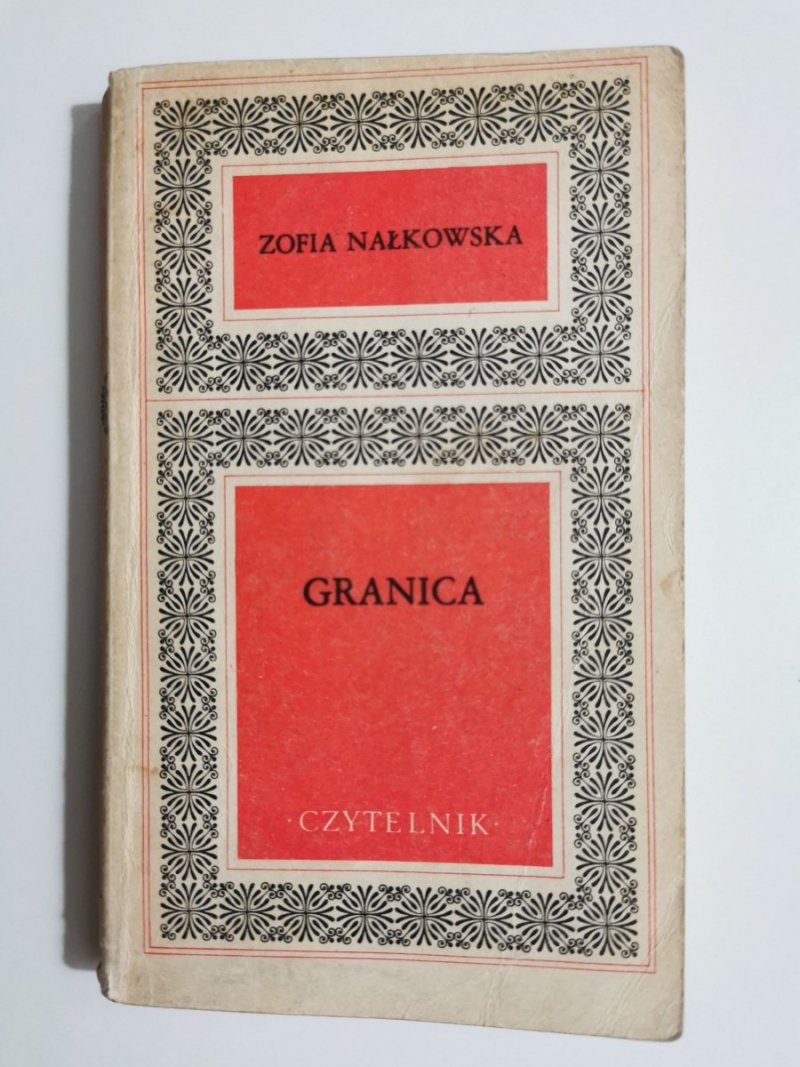 ZOFIA NAŁKOWSKA
GRANICA
· CZYTELNIK ·